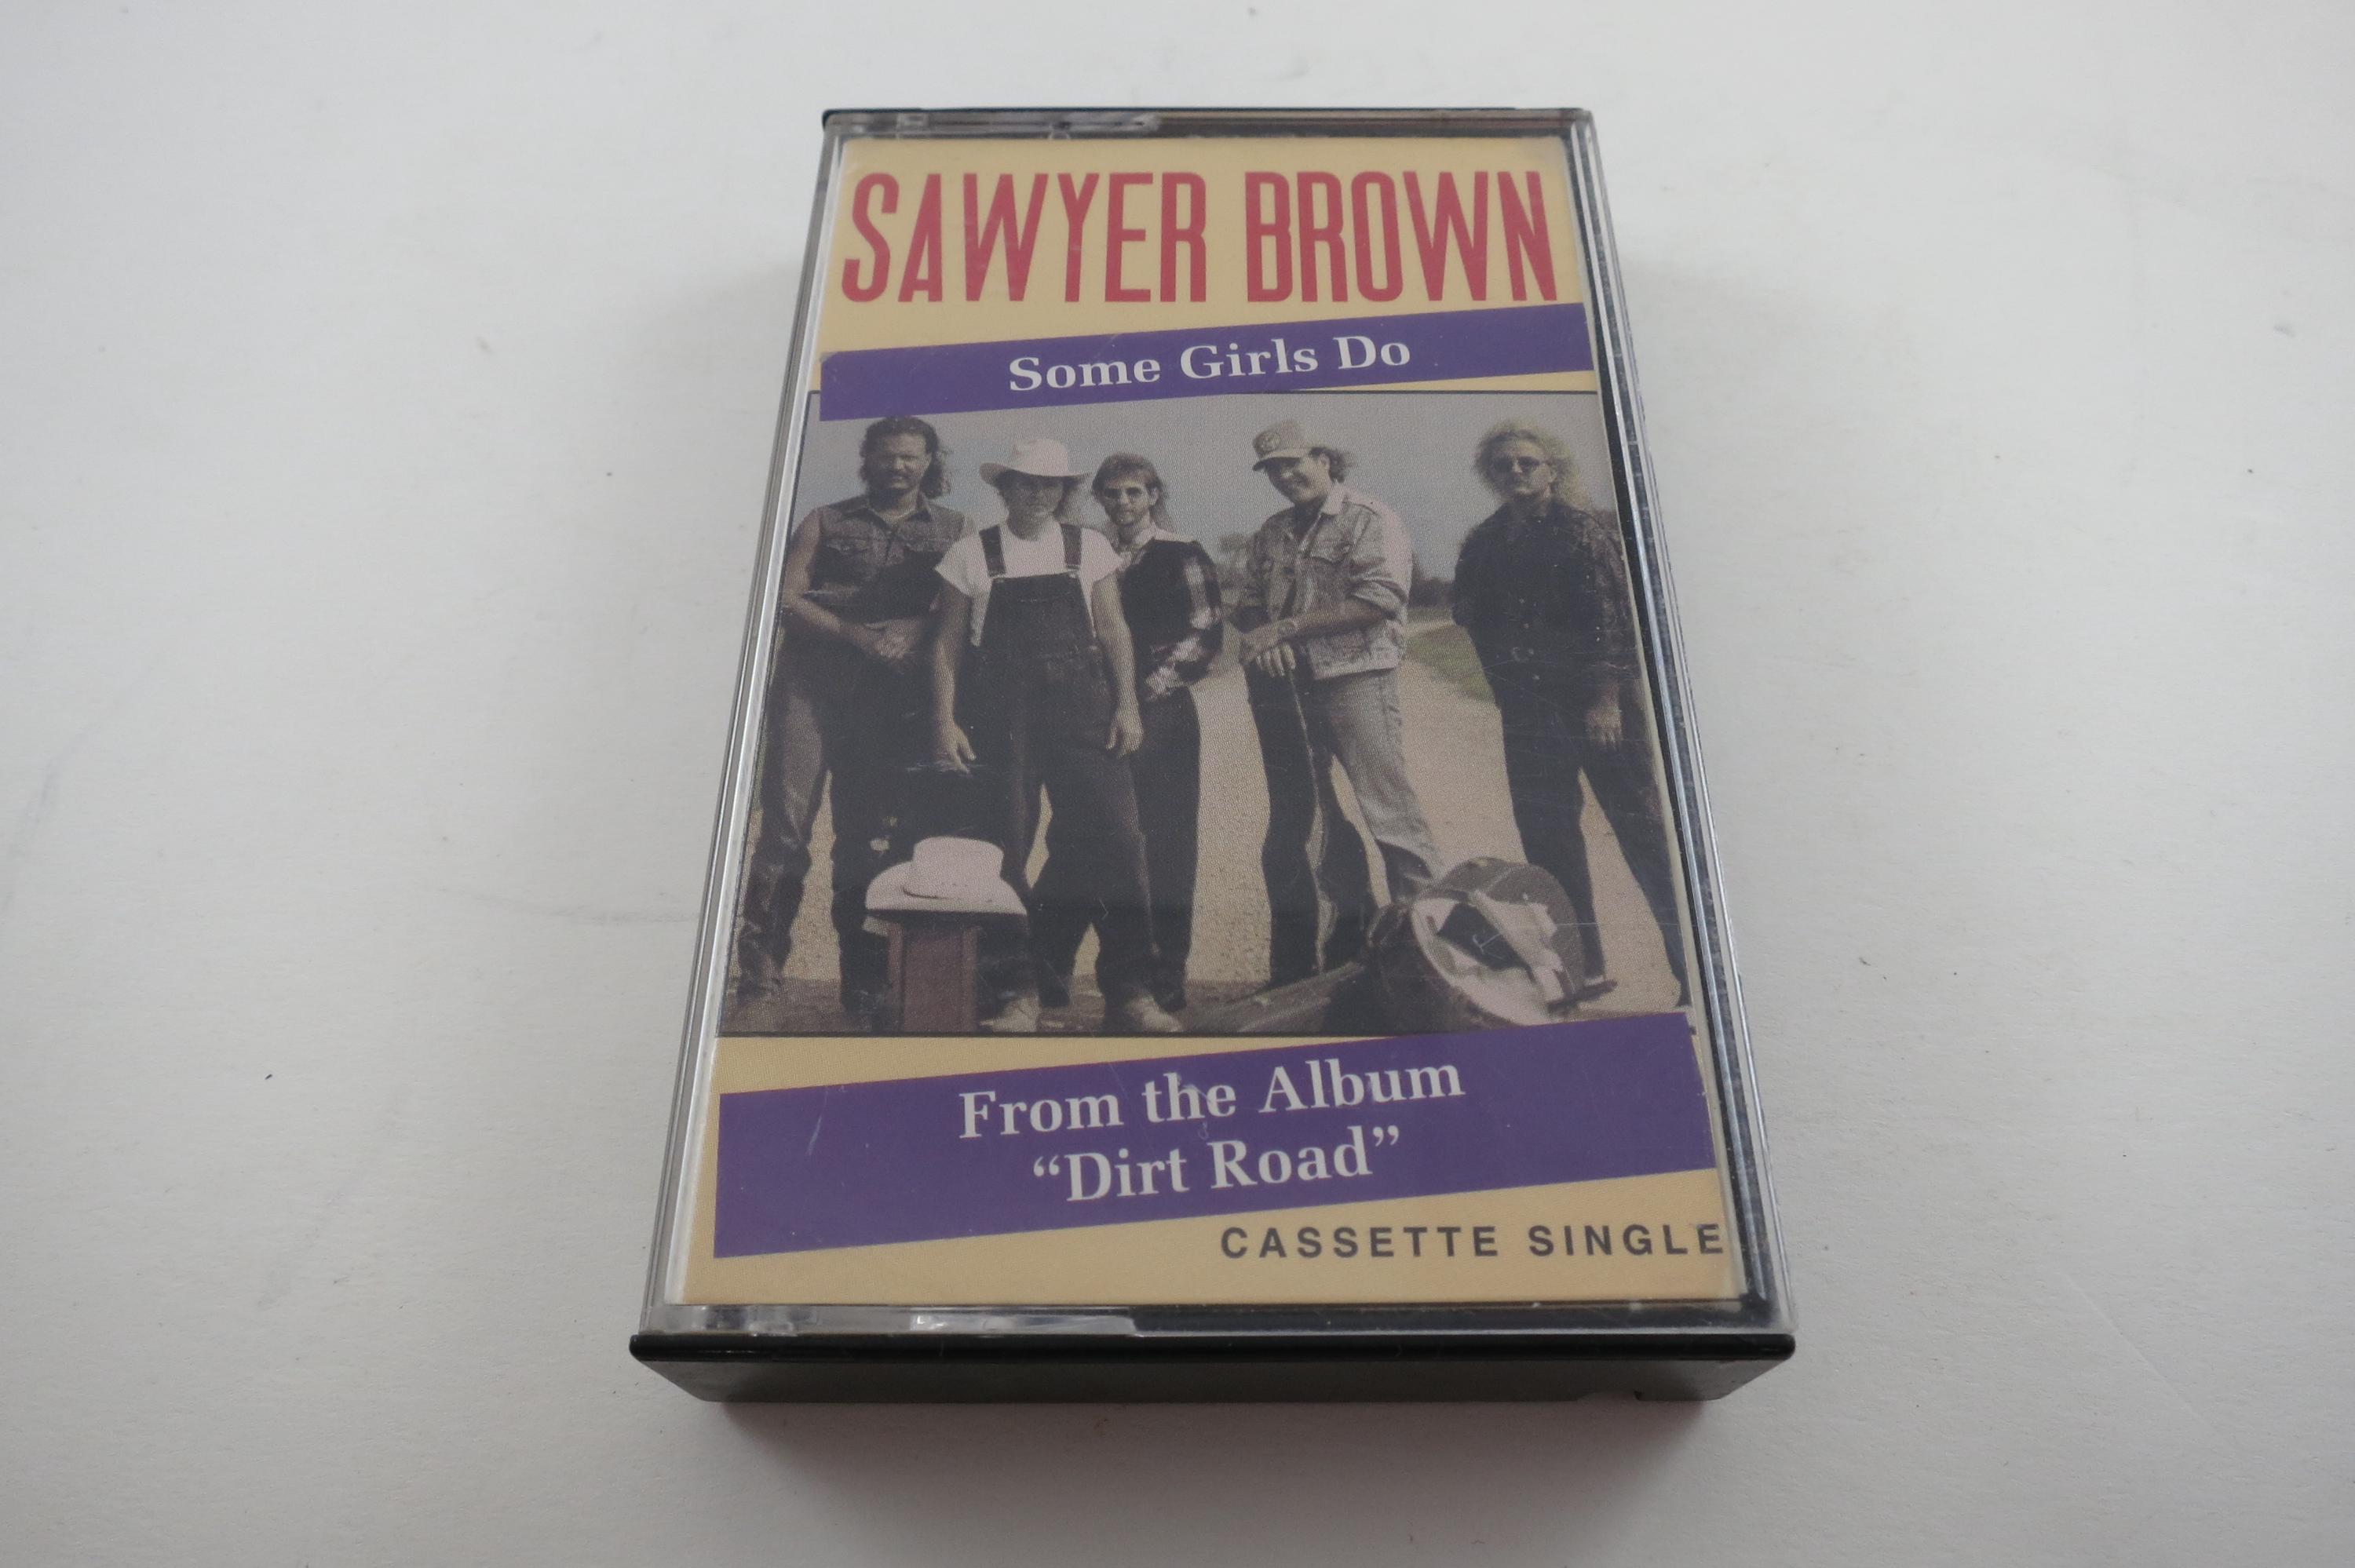 SAWYER BROWN
Some Girls Do
From the Album
“Dirt Road”
CASSETTE SINGLE